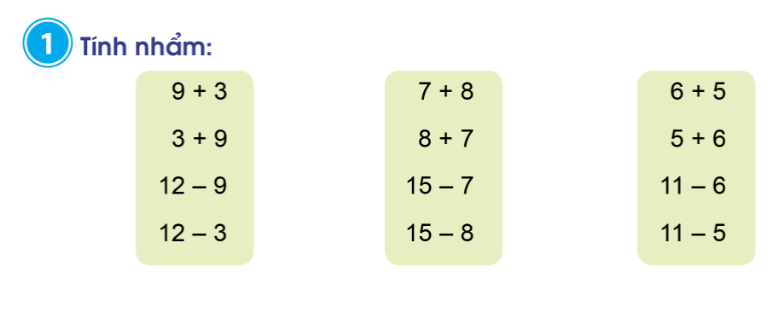 1 Tính nhẩm:
9 + 3
3 + 9
12 – 9
12 – 3
7 + 8
8 + 7
15 – 7
15 – 8
6 + 5
5 + 6
11 – 6
11 – 5